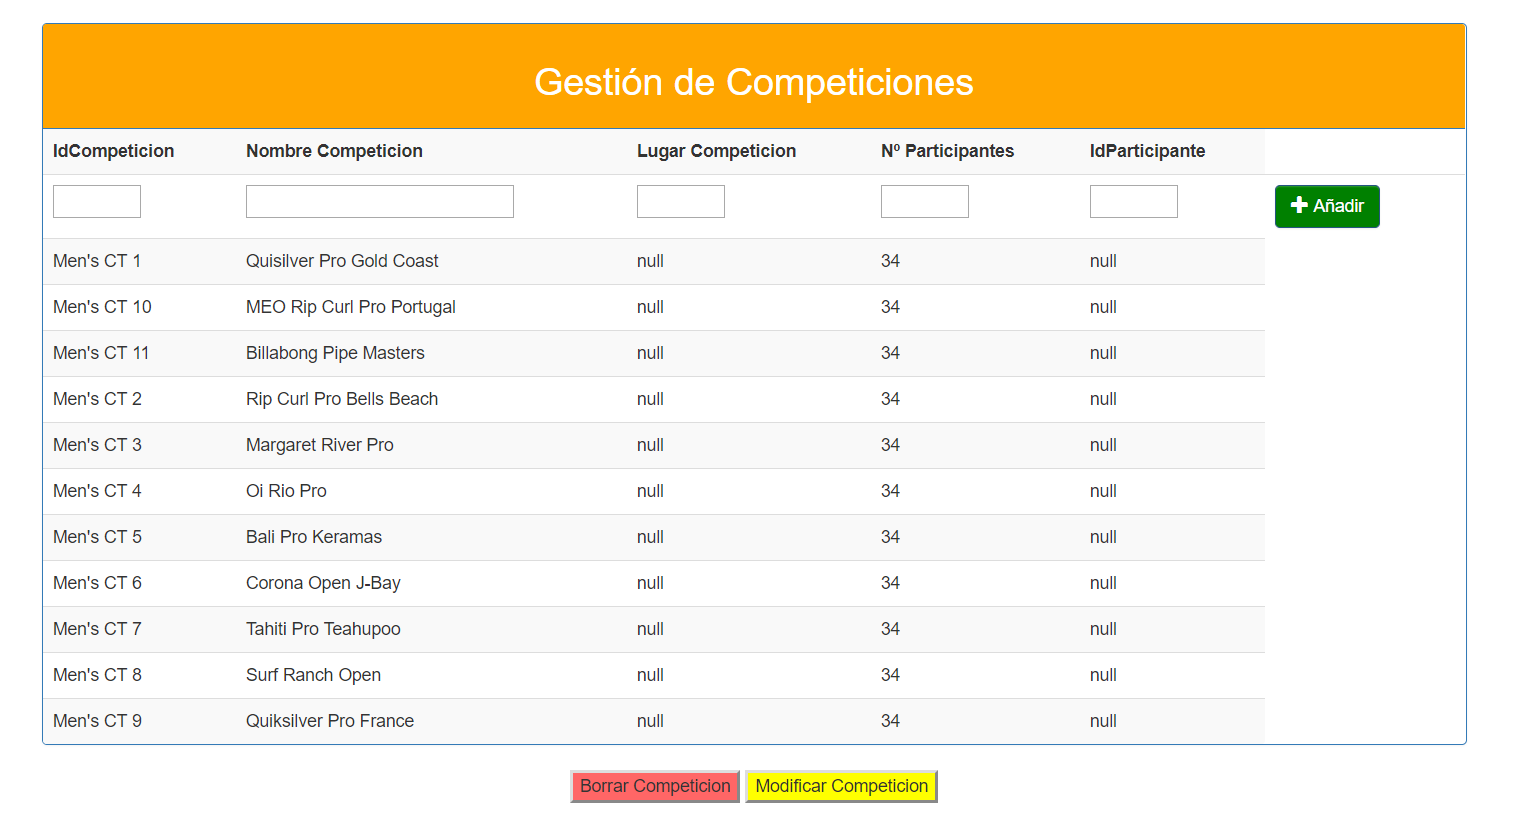 Gestión de Competiciones
IdCompeticion Nombre Competicion Lugar Competicion Nº Participantes IdParticipante
Añadir
Men's CT 1 Quisilver Pro Gold Coast null 34 null
Men's CT 10 MEO Rip Curl Pro Portugal null 34 null
Men's CT 11 Billabong Pipe Masters null 34 null
Men's CT 2 Rip Curl Pro Bells Beach null 34 null
Men's CT 3 Margaret River Pro null 34 null
Men's CT 4 Oi Rio Pro null 34 null
Men's CT 5 Bali Pro Keramas null 34 null
Men's CT 6 Corona Open J-Bay null 34 null
Men's CT 7 Tahiti Pro Teahupoo null 34 null
Men's CT 8 Surf Ranch Open null 34 null
Men's CT 9 Quiksilver Pro France null 34 null
Borrar Competicion Modificar Competicion